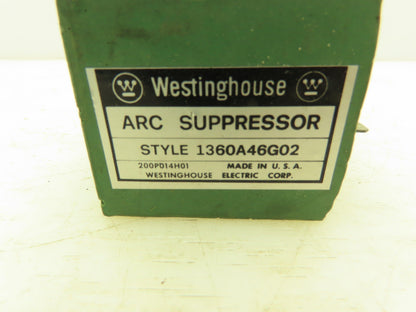 Westinghouse
ARC SUPPRESSOR
STYLE 1360A46G02
200PD14H01 MADE IN U.S.A.
WESTINGHOUSE ELECTRIC CORP.